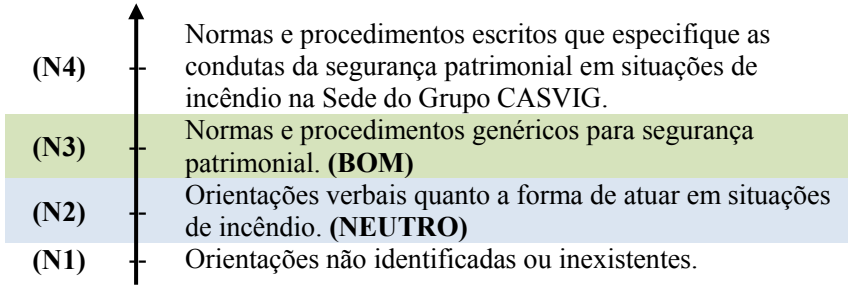 Normas e procedimentos escritos que especifique as
(N4) condutas da segurança patrimonial em situações de
incêndio na Sede do Grupo CASVIG.
(N3) Normas e procedimentos genéricos para segurança
patrimonial. (BOM)
(N2) Orientações verbais quanto a forma de atuar em situações
de incêndio. (NEUTRO)
(N1) Orientações não identificadas ou inexistentes.